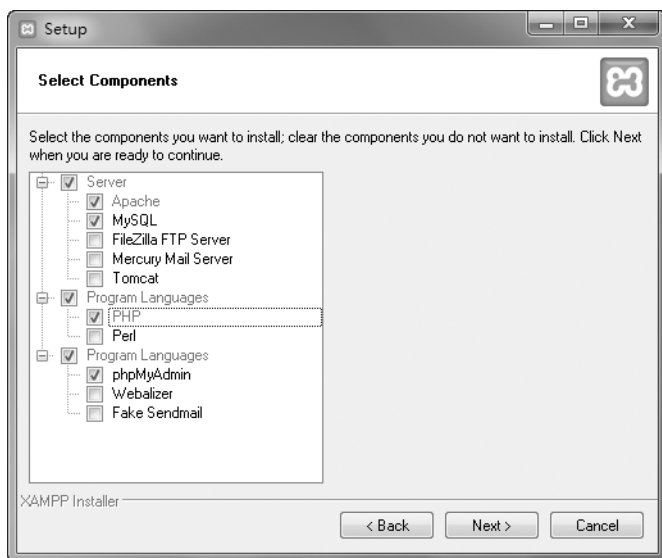 Setup
Select Components
Select the components you want to install; clear the components you do not want to install. Click Next
when you are ready to continue.
Server
Apache
MySQL
FileZilla FTP Server
Mercury Mail Server
Tomcat
Program Languages
PHP
Perl
Program Languages
phpMyAdmin
Webalizer
Fake Sendmail
XAMPP Installer
< Back
Next >
Cancel